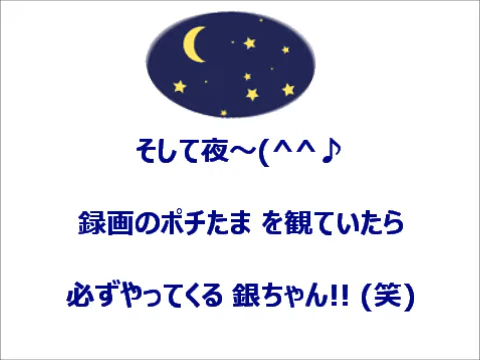 そして夜～(^^♪
録画のポチたま を観ていたら
必ずやってくる 銀ちゃん!! (笑)